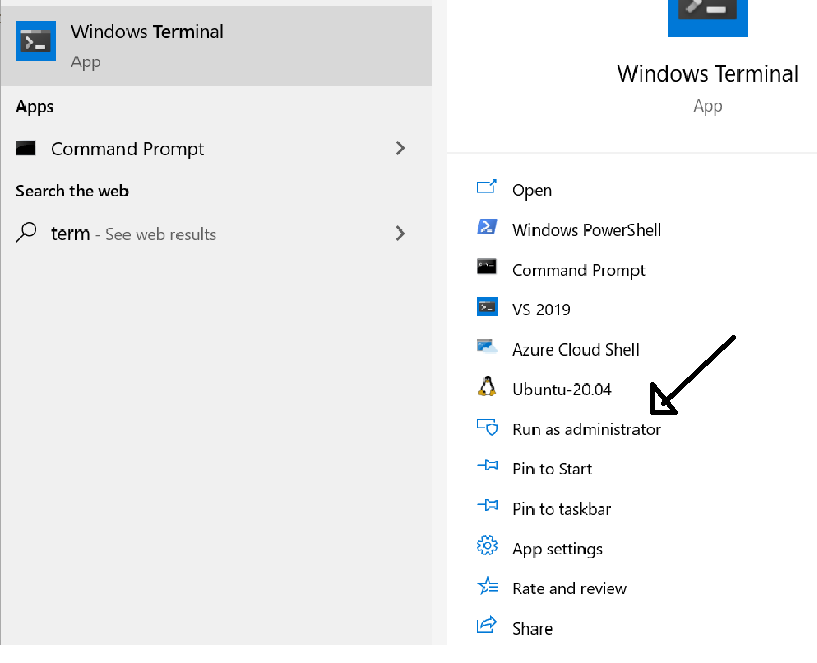 Windows Terminal
App
Apps
Command Prompt
Search the web
term - See web results
Windows Terminal
App
Open
Windows PowerShell
Command Prompt
VS 2019
Azure Cloud Shell
Ubuntu-20.04
Run as administrator
Pin to Start
Pin to taskbar
App settings
Rate and review
Share